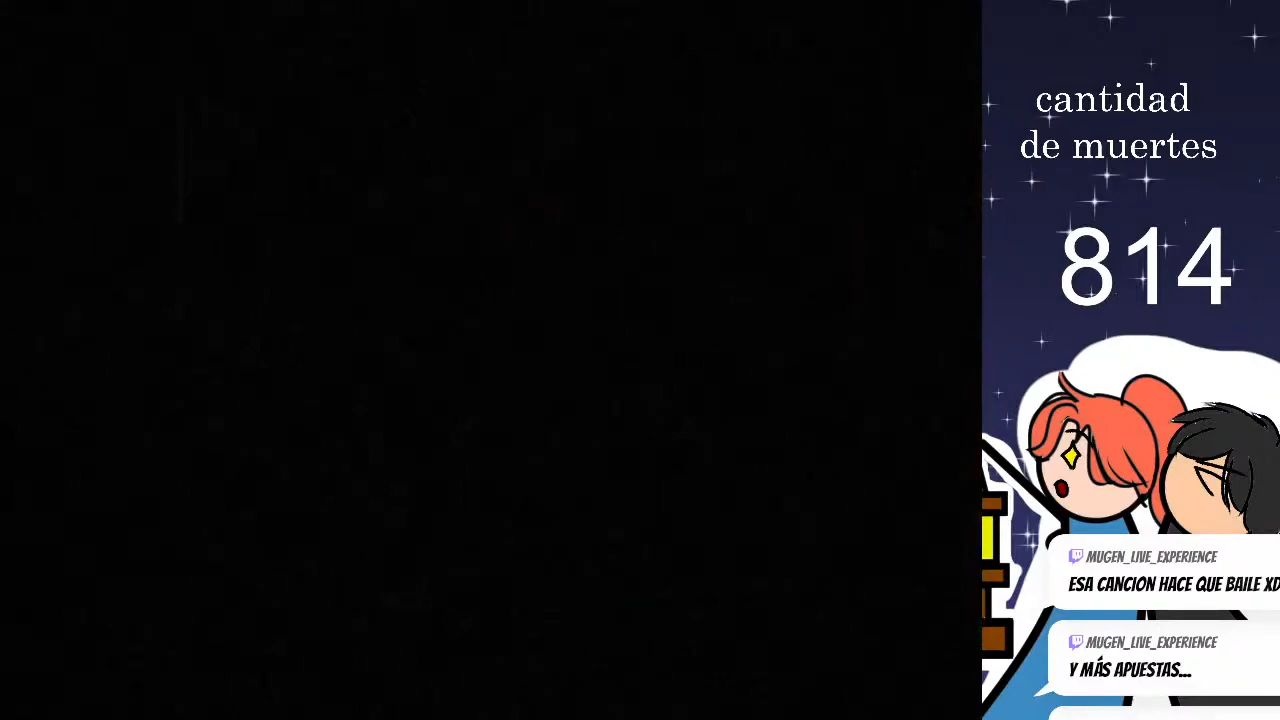 cantidad
de muertes
814
MUGEN_LIVE_EXPERIENCE
ESA CANCION HACE QUE BAILE XD
MUGEN_LIVE_EXPERIENCE
Y MÁS APUESTAS...